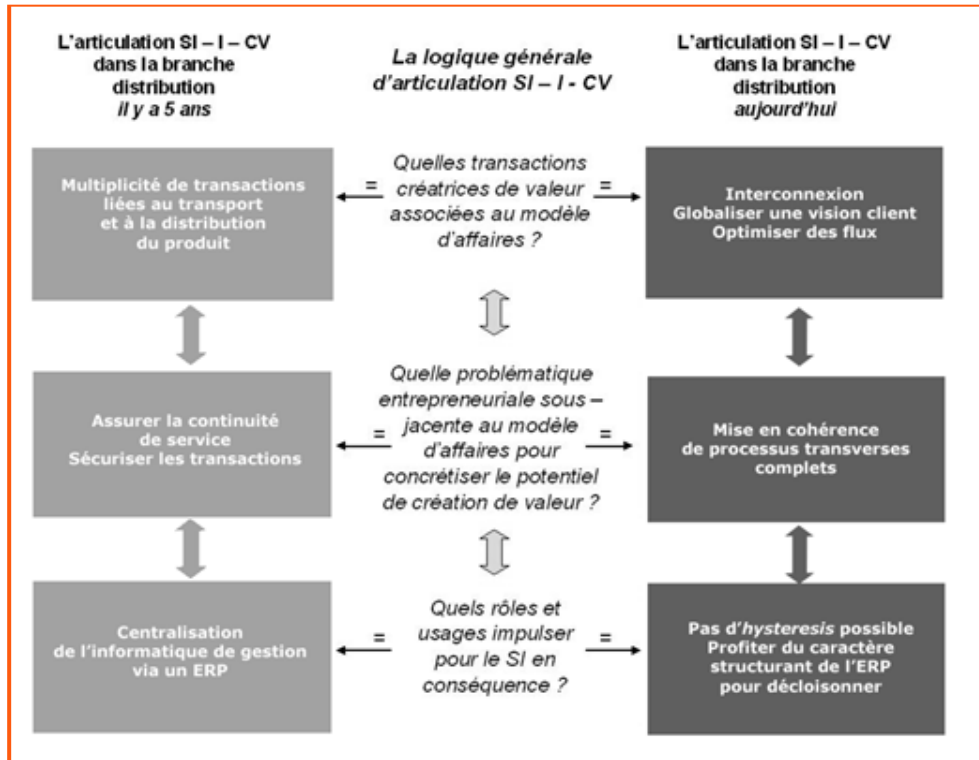 L'articulation SI – I – CV
dans la branche
distribution
il y a 5 ans
La logique générale
d'articulation SI – I - CV
L'articulation SI – I – CV
dans la branche
distribution
aujourd'hui
Multiplicité de transactions
liées au transport
et à la distribution
du produit
=
Quelles transactions
créatrices de valeur
associées au modèle
d'affaires ?
=
Interconnexion
Globaliser une vision client
Optimiser des flux
Assurer la continuité
de service
Sécuriser les transactions
=
Quelle problématique
entrepreneuriale sous –
jacente au modèle
d'affaires pour
concrétiser le potentiel
de création de valeur ?
=
Mise en cohérence
de processus transverses
complets
Centralisation
de l'informatique de gestion
via un ERP
=
Quels rôles et
usages impulser
pour le SI en
conséquence ?
=
Pas d'hysteresis possible
Profiter du caractère
structurant de l'ERP
pour décloisonner